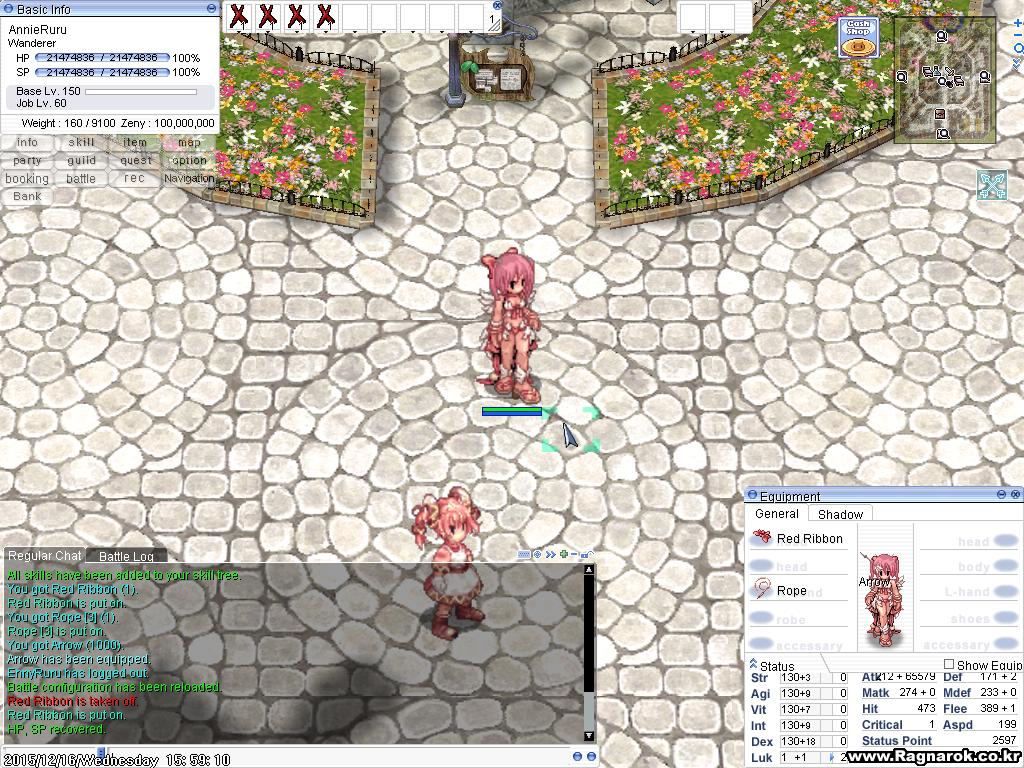 Basic Info
AnnieRuru
Wanderer
HP 21474836 / 21474836 100%
SP 21474836 / 21474836 100%
Base Lv. 150
Job Lv. 60
Weight : 160 / 9100 Zeny : 100,000,000
info skill item map
party guild quest option
booking battle rec Navigation
Bank
1
Cash Shop
Equipment
General Shadow
Red Ribbon head
head body
Rope L-hand
Arrow
robe shoes
accessary accessary
Status Show Equip
Str 130+3 0 Def 171 + 2
Agi 130+9 0 Matk 274 + 0 Mdef 233 + 0
Vit 130+7 0 Hit 473 Flee 389 + 1
Int 130+9 0 Critical 1 Aspd 199
Dex 130+18 0 Status Point 2597
Luk 1 +1 2
www.Ragnarok.co.kr
Regular Chat Battle Log
All skills have been added to your skill tree.
You got Red Ribbon (1).
Red Ribbon is put on.
You got Rope [3] (1).
Rope [3] is put on.
You got Arrow (1000).
Arrow has been equipped.
EnnyRuru has logged out.
Battle configuration has been reloaded.
Red Ribbon is taken off.
Red Ribbon is put on.
HP, SP recovered.
2015/12/16/Wednesday 15: 59: 10